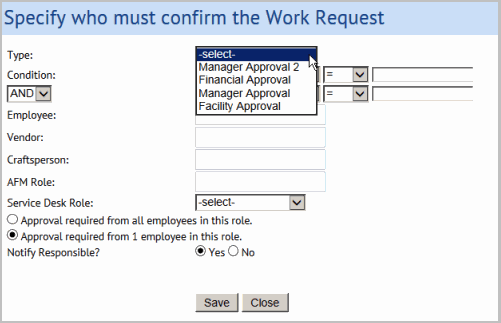 Specify who must confirm the Work Request
Type:
-select-
Manager Approval 2
Financial Approval
Manager Approval
Facility Approval
Condition:
=
AND
=
Employee:
Vendor:
Craftsperson:
AFM Role:
Service Desk Role:
-select-
Approval required from all employees in this role.
Approval required from 1 employee in this role.
Notify Responsible?
Yes No
Save Close